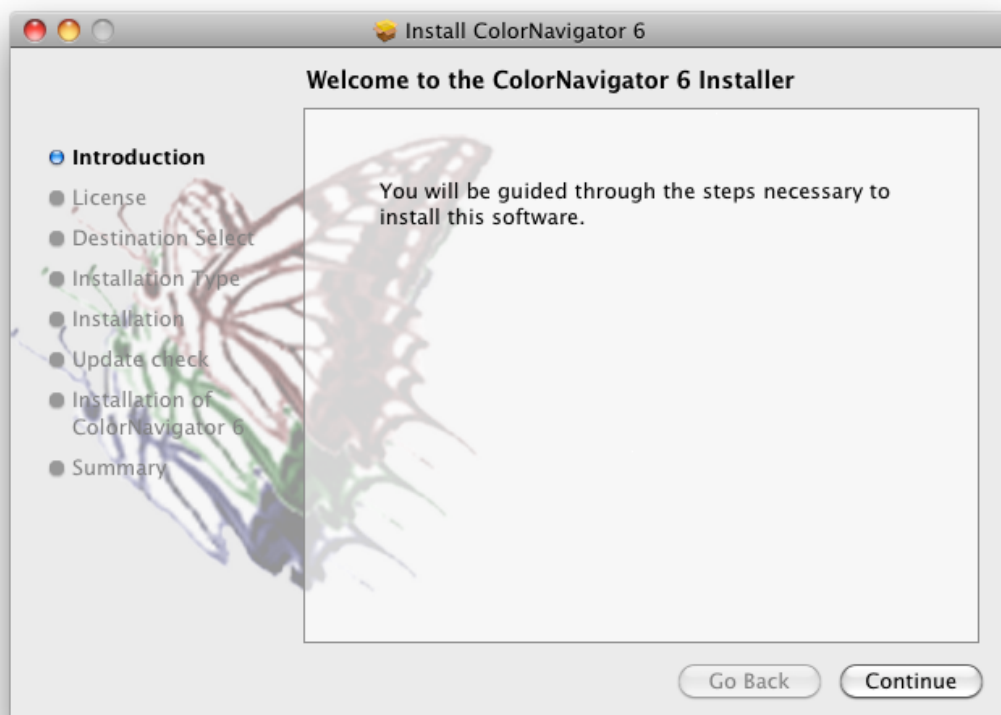 Install ColorNavigator 6
Welcome to the ColorNavigator 6 Installer
Introduction
License
Destination Select
Installation Type
Installation
Update check
Installation of
ColorNavigator 6
Summary
You will be guided through the steps necessary to
install this software.
Go Back
Continue